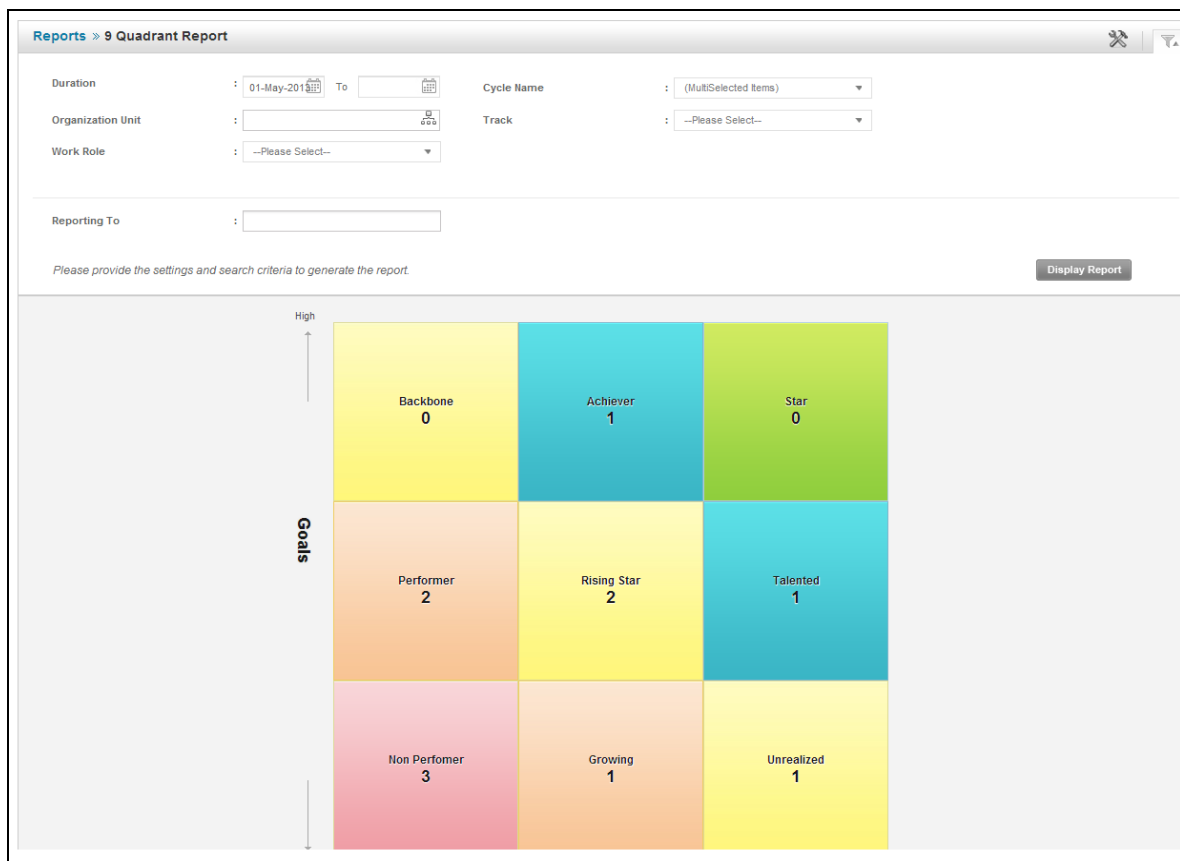 Reports » 9 Quadrant Report
Duration : 01-May-2013 To Cycle Name : (MultiSelected Items)
Organization Unit : Track : --Please Select--
Work Role : --Please Select--
Reporting To :
Please provide the settings and search criteria to generate the report.
Display Report
High
Backbone
0
Achiever
1
Star
0
Goals
Performer
2
Rising Star
2
Talented
1
Non Perfomer
3
Growing
1
Unrealized
1